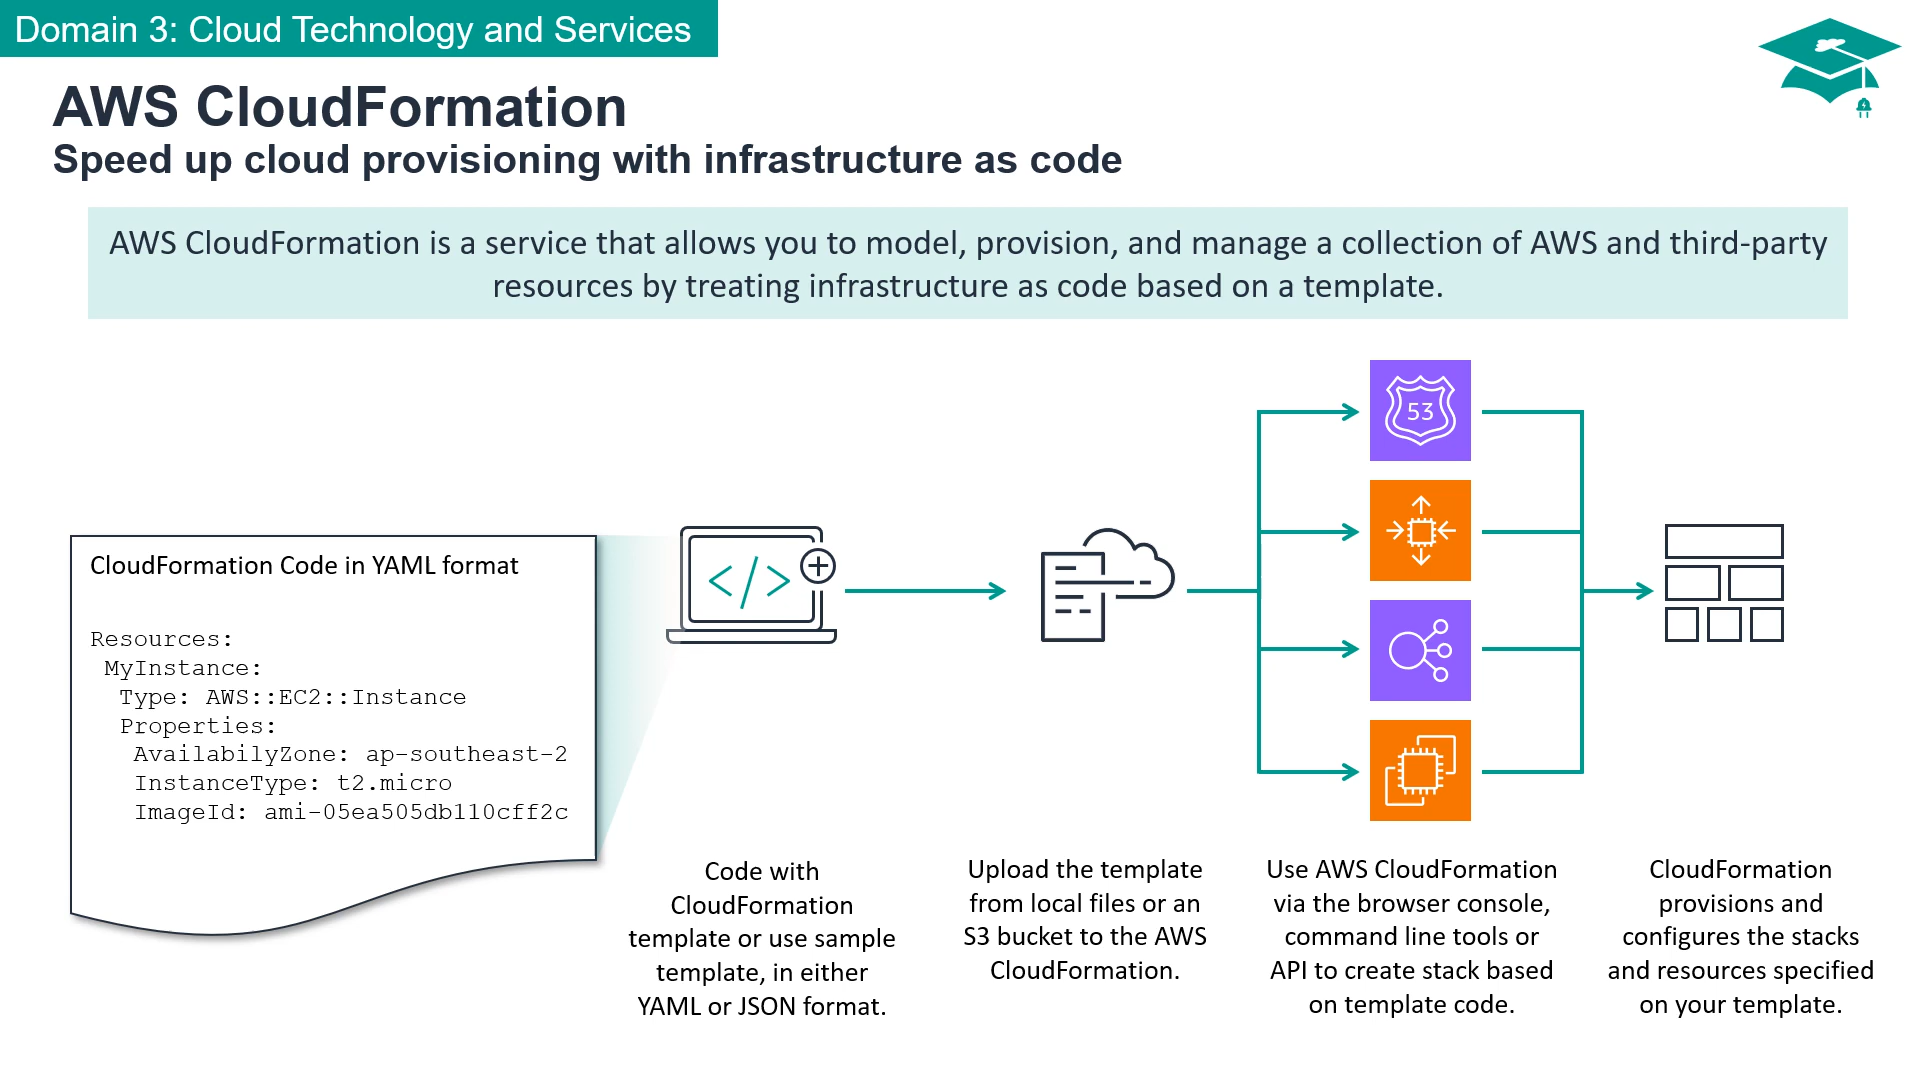 Domain 3: Cloud Technology and Services
AWS CloudFormation
Speed up cloud provisioning with infrastructure as code
AWS CloudFormation is a service that allows you to model, provision, and manage a collection of AWS and third-party
resources by treating infrastructure as code based on a template.
CloudFormation Code in YAML format
Resources:
MyInstance:
Type: AWS::EC2::Instance
Properties:
AvailabilyZone: ap-southeast-2
InstanceType: t2.micro
ImageId: ami-05ea505db110cff2c
</>
53
Code with
CloudFormation
template or use sample
template, in either
YAML or JSON format.
Upload the template
from local files or an
S3 bucket to the AWS
CloudFormation.
Use AWS CloudFormation
via the browser console,
command line tools or
API to create stack based
on template code.
CloudFormation
provisions and
configures the stacks
and resources specified
on your template.